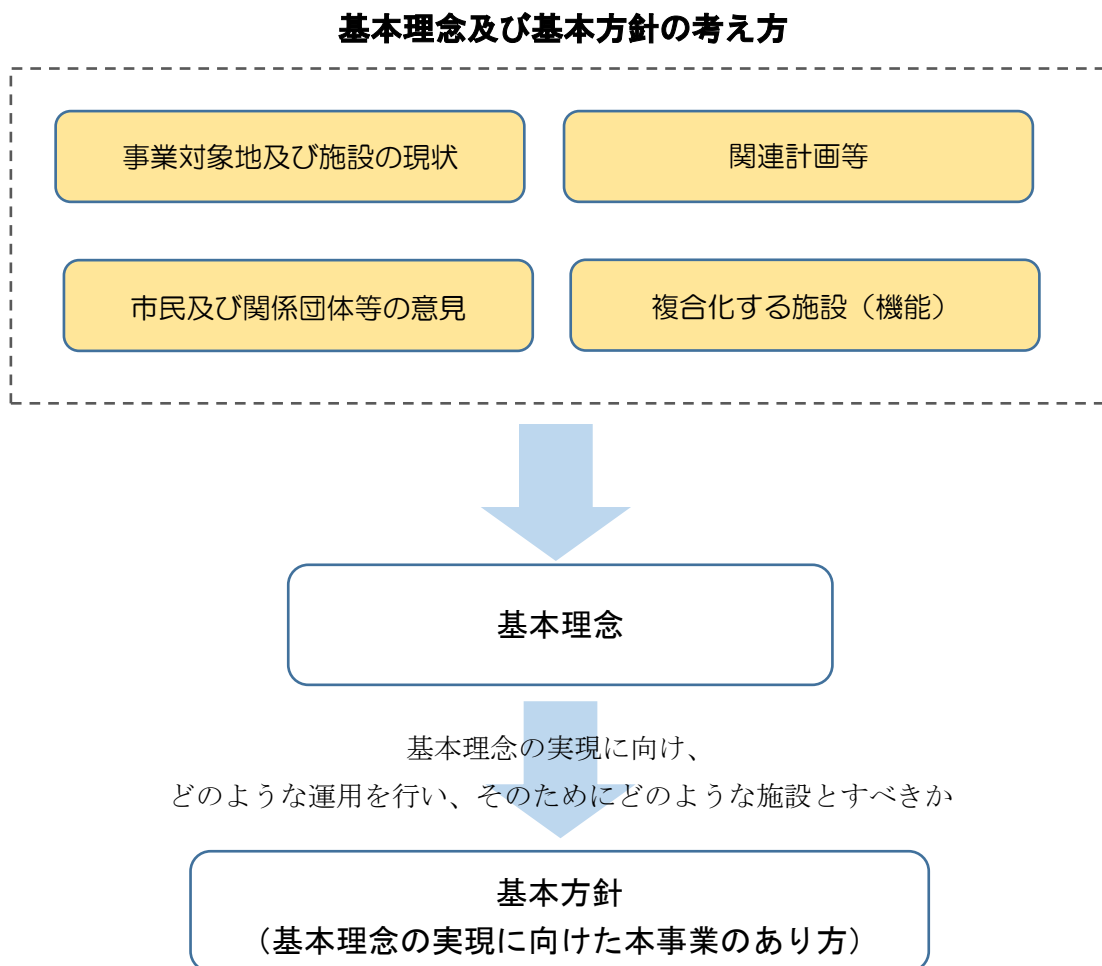 基本理念及び基本方針の考え方
事業対象地及び施設の現状
関連計画等
市民及び関係団体等の意見
複合化する施設（機能）
基本理念
基本理念の実現に向け、
どのような運用を行い、そのためにどのような施設とすべきか
基本方針
（基本理念の実現に向けた本事業のあり方）